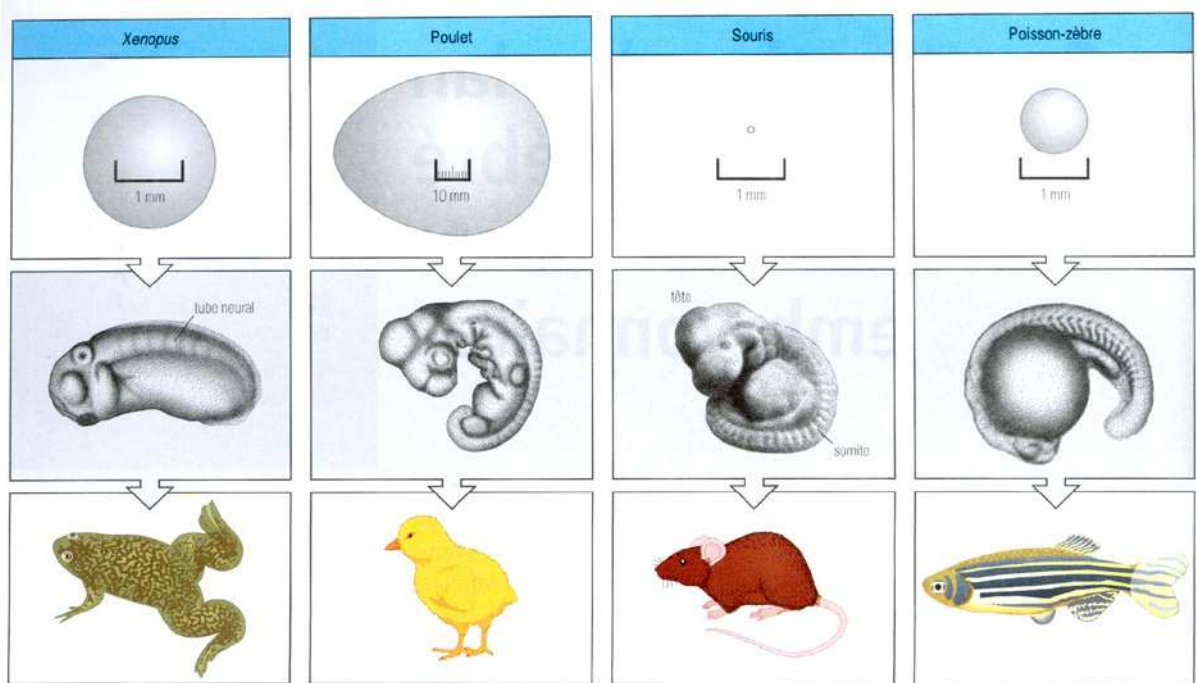 Xenopus
Poulet
Souris
Poisson-zèbre
1 mm
10 mm
1 mm
1 mm
tube neural
tête
somite